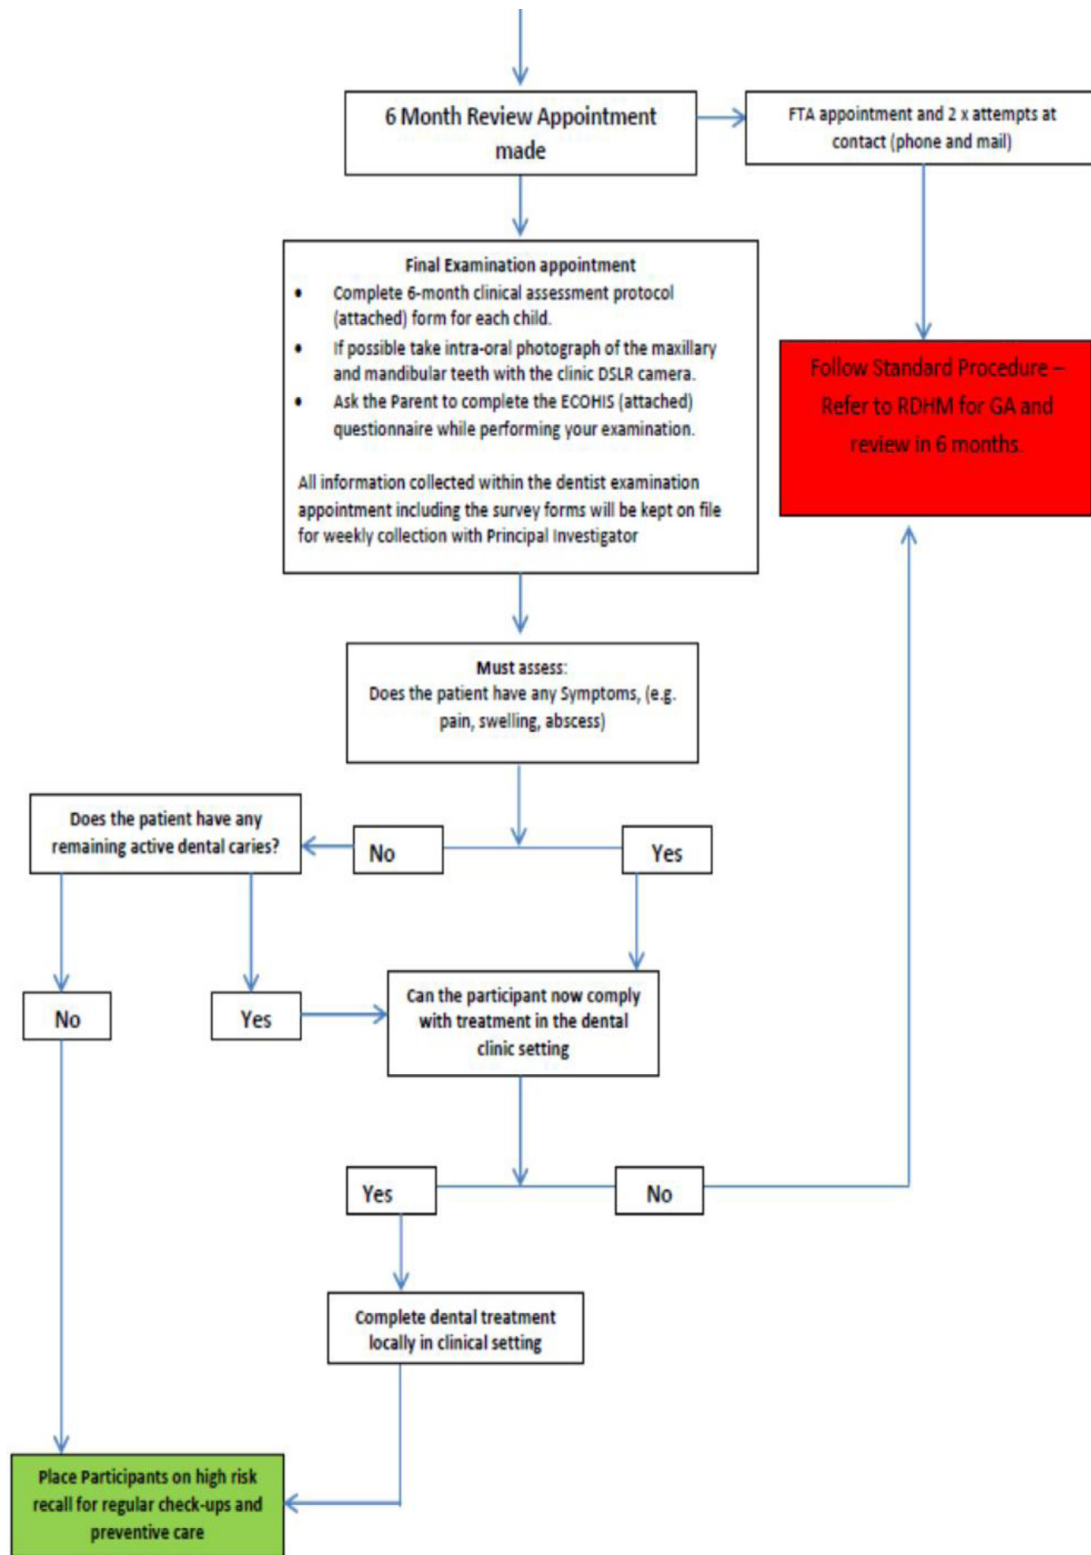 6 Month Review Appointment
made
FTA appointment and 2 x attempts at
contact (phone and mail)
Final Examination appointment
• Complete 6-month clinical assessment protocol
(attached) form for each child.
• If possible take intra-oral photograph of the maxillary
and mandibular teeth with the clinic DSLR camera.
• Ask the Parent to complete the ECOHIS (attached)
questionnaire while performing your examination.
All information collected within the dentist examination
appointment including the survey forms will be kept on file
for weekly collection with Principal Investigator
Follow Standard Procedure –
Refer to RDHM for GA and
review in 6 months.
Must assess:
Does the patient have any Symptoms, (e.g.
pain, swelling, abscess)
Does the patient have any
remaining active dental caries?
No
Yes
No
Yes
Can the participant now comply
with treatment in the dental
clinic setting
Yes
No
Complete dental treatment
locally in clinical setting
Place Participants on high risk
recall for regular check-ups and
preventive care